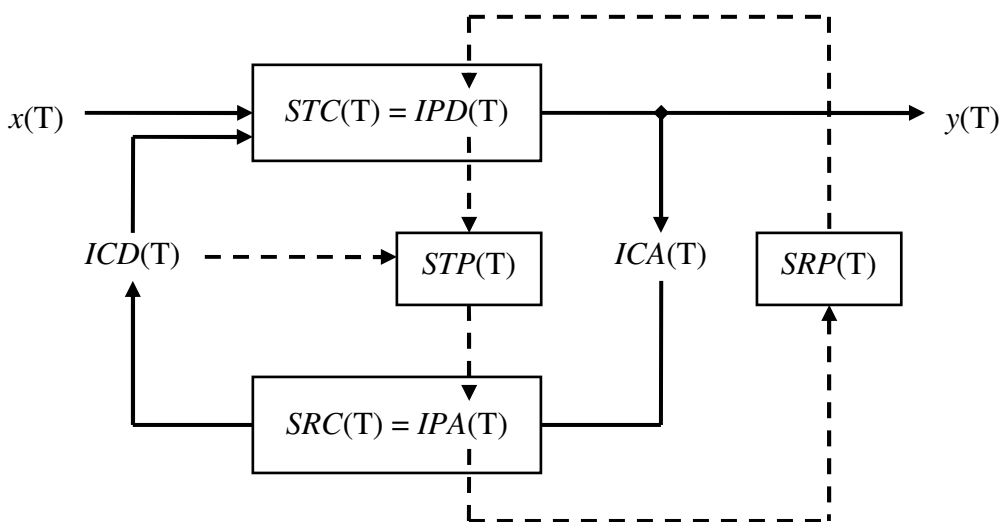 x(T)
STC(T) = IPD(T)
y(T)
ICD(T)
STP(T)
ICA(T)
SRP(T)
SRC(T) = IPA(T)